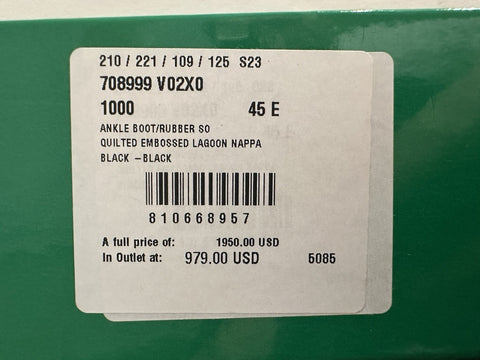 210 / 221 / 109 / 125 S23
708999 V02X0
1000 45 E
ANKLE BOOT/RUBBER SO
QUILTED EMBOSSED LAGOON NAPPA
BLACK - BLACK
810668957
A full price of: 1950.00 USD
In Outlet at: 979.00 USD 5085